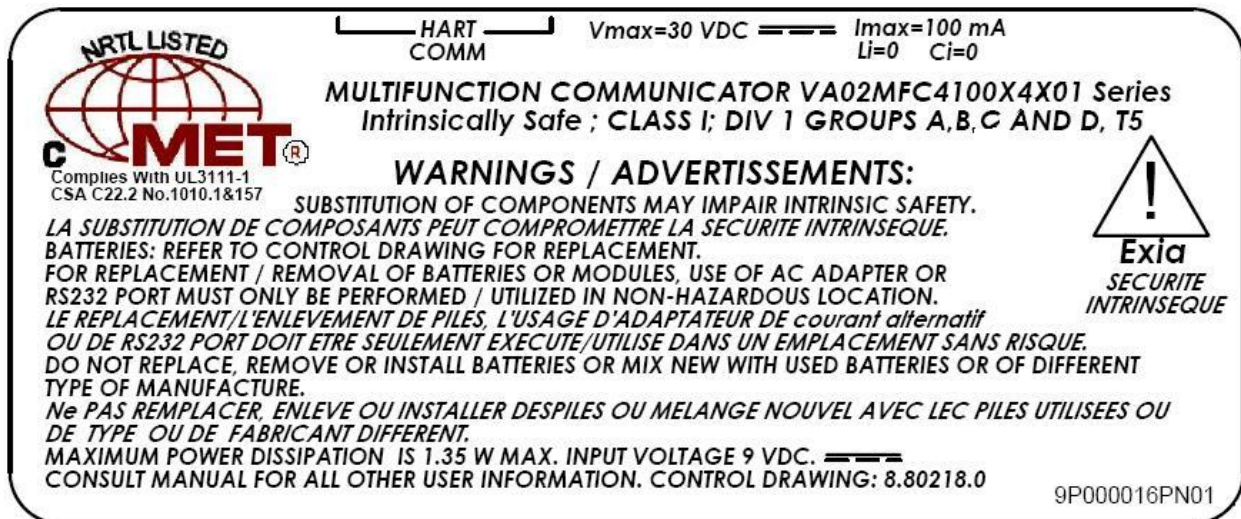 NRTL LISTED
C MET ®
Complies With UL3111-1
CSA C22.2 No.1010.1&157
HART
COMM
Vmax=30 VDC
Imax=100 mA
Li=0 Ci=0
MULTIFUNCTION COMMUNICATOR VA02MFC4100X4X01 Series
Intrinsically Safe ; CLASS I; DIV 1 GROUPS A,B,C AND D, T5
WARNINGS / ADVERTISSEMENTS:
SUBSTITUTION OF COMPONENTS MAY IMPAIR INTRINSIC SAFETY.
LA SUBSTITUTION DE COMPOSANTS PEUT COMPROMETTRE LA SECURITE INTRINSEQUE.
BATTERIES: REFER TO CONTROL DRAWING FOR REPLACEMENT.
FOR REPLACEMENT / REMOVAL OF BATTERIES OR MODULES, USE OF AC ADAPTER OR
RS232 PORT MUST ONLY BE PERFORMED / UTILIZED IN NON-HAZARDOUS LOCATION.
LE REPLACEMENT/L'ENLEVEMENT DE PILES, L'USAGE D'ADAPTATEUR DE courant alternatif
OU DE RS232 PORT DOIT ETRE SEULEMENT EXECUTE/UTILISE DANS UN EMPLACEMENT SANS RISQUE.
DO NOT REPLACE, REMOVE OR INSTALL BATTERIES OR MIX NEW WITH USED BATTERIES OR OF DIFFERENT
TYPE OF MANUFACTURE.
Ne PAS REMPLACER, ENLEVE OU INSTALLER DESPILES OU MELANGE NOUVEL AVEC LEC PILES UTILISEES OU
DE TYPE OU DE FABRICANT DIFFERENT.
MAXIMUM POWER DISSIPATION IS 1.35 W MAX. INPUT VOLTAGE 9 VDC.
CONSULT MANUAL FOR ALL OTHER USER INFORMATION. CONTROL DRAWING: 8.80218.0
!
Exia
SECURITE
INTRINSEQUE
9P000016PN01